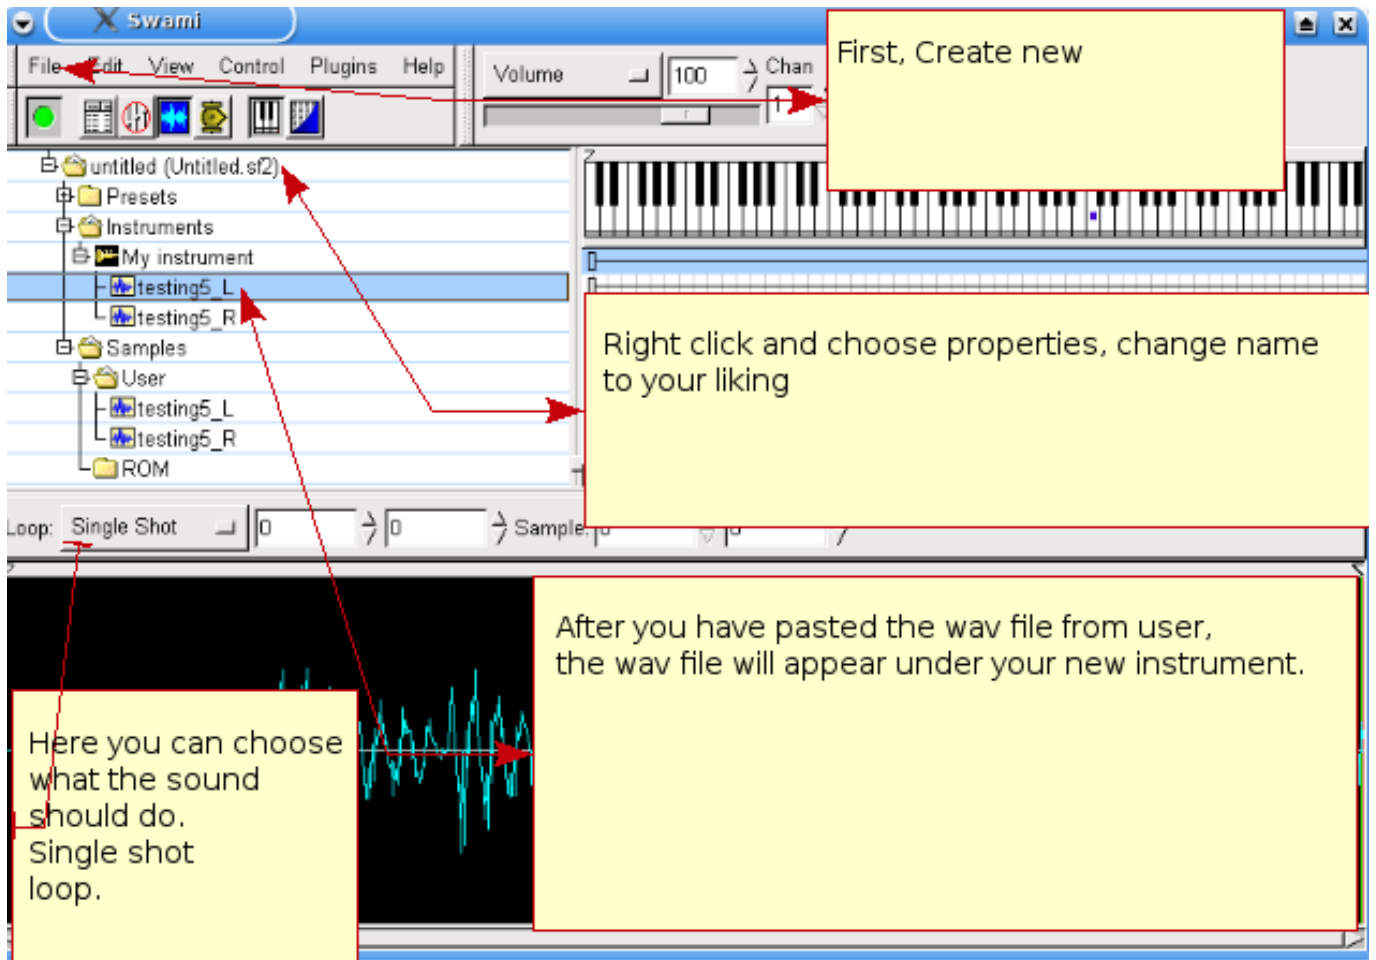 Swami
First, Create new
File Edit View Control Plugins Help
Volume
100
Chan
1
untitled (Untitled.sf2)
Presets
Instruments
My instrument
testing5_L
testing5_R
Samples
User
testing5_L
testing5_R
ROM
Right click and choose properties, change name
to your liking
Loop: Single Shot 0 0 Sample: 0 0
After you have pasted the wav file from user,
the wav file will appear under your new instrument.
Here you can choose
what the sound
should do.
Single shot
loop.